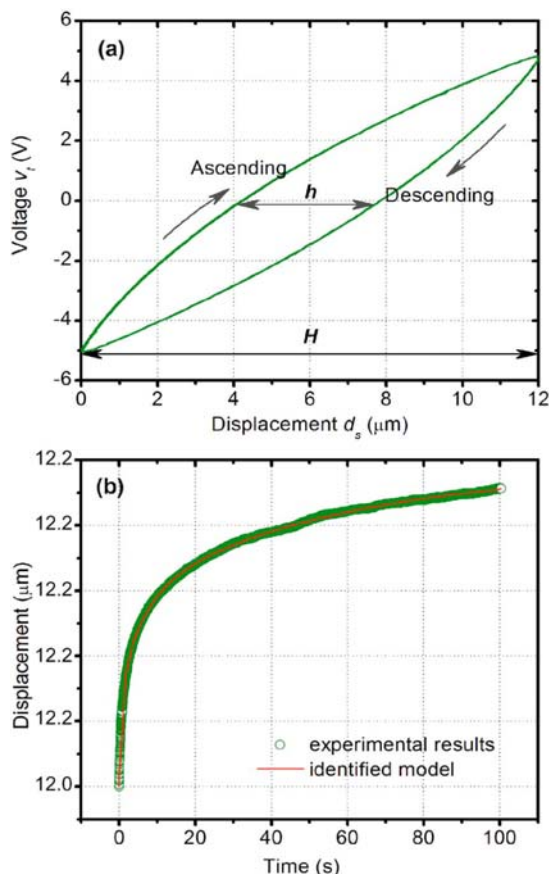 (a)
6
4
2
0
-2
-4
-6
Voltage v_t (V)
Ascending
h
Descending
H
0 2 4 6 8 10 12
Displacement d_s (μm)
(b)
12.2
12.2
12.2
12.2
12.2
12.0
Displacement (μm)
experimental results
identified model
0 20 40 60 80 100
Time (s)